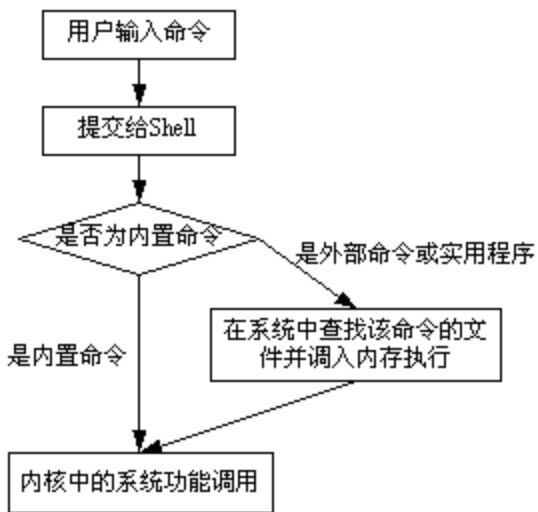 用户输入命令
提交给Shell
是否为内置命令
是外部命令或实用程序
在系统中查找该命令的文
件并调入内存执行
是内置命令
内核中的系统功能调用